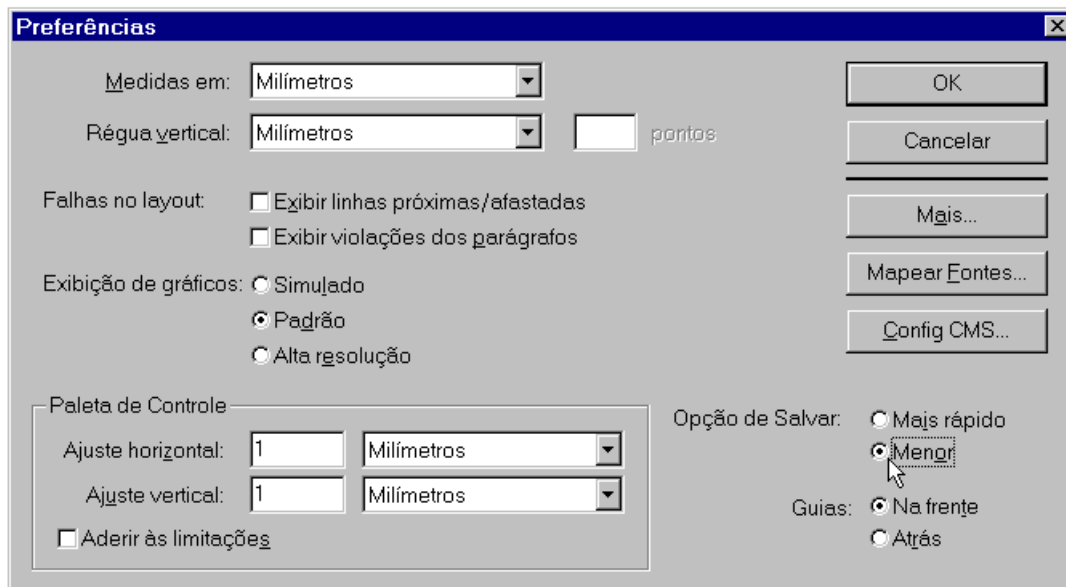 Preferências
Medidas em: Milímetros
OK
Régua vertical: Milímetros pontos
Cancelar
Falhas no layout: Exibir linhas próximas/afastadas
Mais...
Exibir violações dos parágrafos
Exibição de gráficos: Simulado
Mapear Fontes...
Padrão
Config CMS...
Alta resolução
Paleta de Controle
Opção de Salvar: Mais rápido
Ajuste horizontal: 1 Milímetros
Menor
Ajuste vertical: 1 Milímetros
Guias: Na frente
Aderir às limitações
Atrás